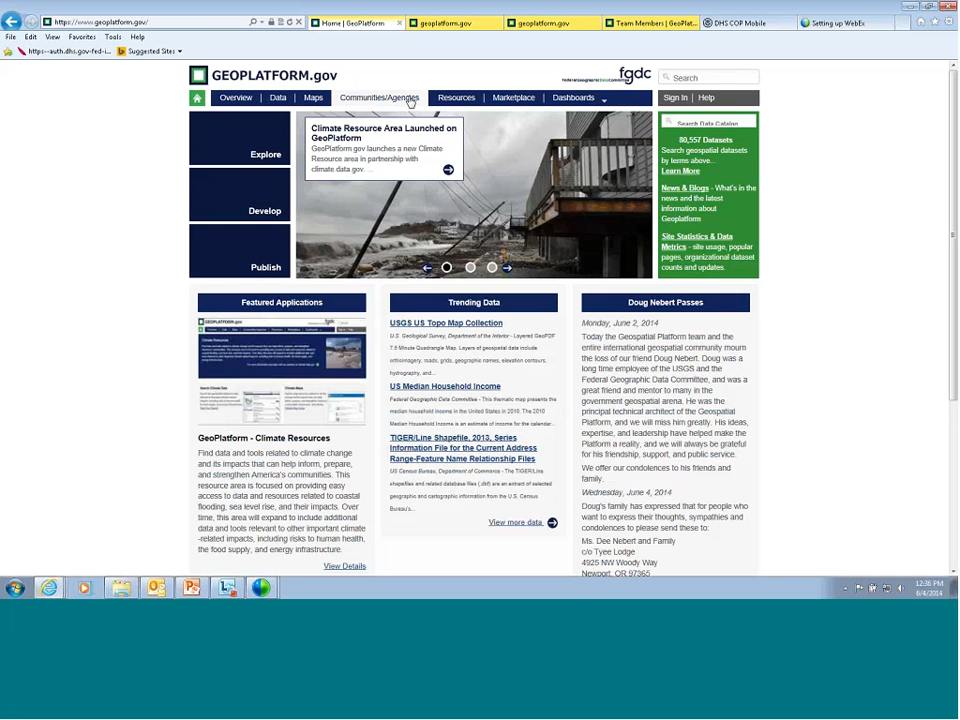 https://www.geoplatform.gov/
Home | GeoPlatform
geoplatform.gov
geoplatform.gov
Team Members | GeoPlat...
DHS COP Mobile
Setting up WebEx
File Edit View Favorites Tools Help
https--auth.dhs.gov-fed-i...
Suggested Sites
GEOPLATFORM.gov
fgdc
Search
Overview Data Maps Communities/Agencies Resources Marketplace Dashboards Sign In | Help
Explore
Develop
Publish
Climate Resource Area Launched on
GeoPlatform
GeoPlatform.gov launches a new Climate
Resource area in partnership with
climate.data.gov. ...
Search Data Catalog
80,557 Datasets
Search geospatial datasets
by terms above...
Learn More
News & Blogs - What's in the
news and the latest
information about
Geoplatform
Site Statistics & Data
Metrics - site usage, popular
pages, organizational dataset
counts and updates.
Featured Applications
GeoPlatform - Climate Resources
Find data and tools related to climate change
and its impacts that can help inform, prepare,
and strengthen America's communities. This
resource area is focused on providing easy
access to data and resources related to coastal
flooding, sea level rise, and their impacts. Over
time, this area will expand to include additional
data and tools relevant to other important climate
-related impacts, including risks to human health,
the food supply, and energy infrastructure.
View Details
Trending Data
USGS US Topo Map Collection
U.S. Geological Survey, Department of the Interior - Layered GeoPDF
7.5 Minute Quadrangle Map. Layers of geospatial data include
orthoimagery, roads, grids, geographic names, elevation contours,
hydrography, and...
US Median Household Income
Federal Geographic Data Committee - This thematic map presents the
median household income in the United States in 2010. The 2010
Median Household Income is an estimate of income for the calendar...
TIGER/Line Shapefile, 2013, Series
Information File for the Current Address
Range-Feature Name Relationship Files
US Census Bureau, Department of Commerce - The TIGER/Line
shapefiles and related database files (.dbf) are an extract of selected
geographic and cartographic information from the U.S. Census
Bureau's...
View more data
Doug Nebert Passes
Monday, June 2, 2014
Today the Geospatial Platform team and the
entire international geospatial community mourn
the loss of our friend Doug Nebert. Doug was a
long time employee of the USGS and the
Federal Geographic Data Committee, and was a
great friend and mentor to many in the
government geospatial arena. He was the
principal technical architect of the Geospatial
Platform, and we will miss him greatly. His ideas,
expertise, and leadership have helped make the
Platform a reality, and we will always be grateful
for his friendship, support, and public service.
We offer our condolences to his friends and
family.
Wednesday, June 4, 2014
Doug's family has expressed that for people who
want to express their thoughts, sympathies and
condolences to please send these to:
Ms. Dee Nebert and Family
c/o Tyee Lodge
4925 NW Woody Way
Newport, OR 97365
12:36 PM
6/4/2014